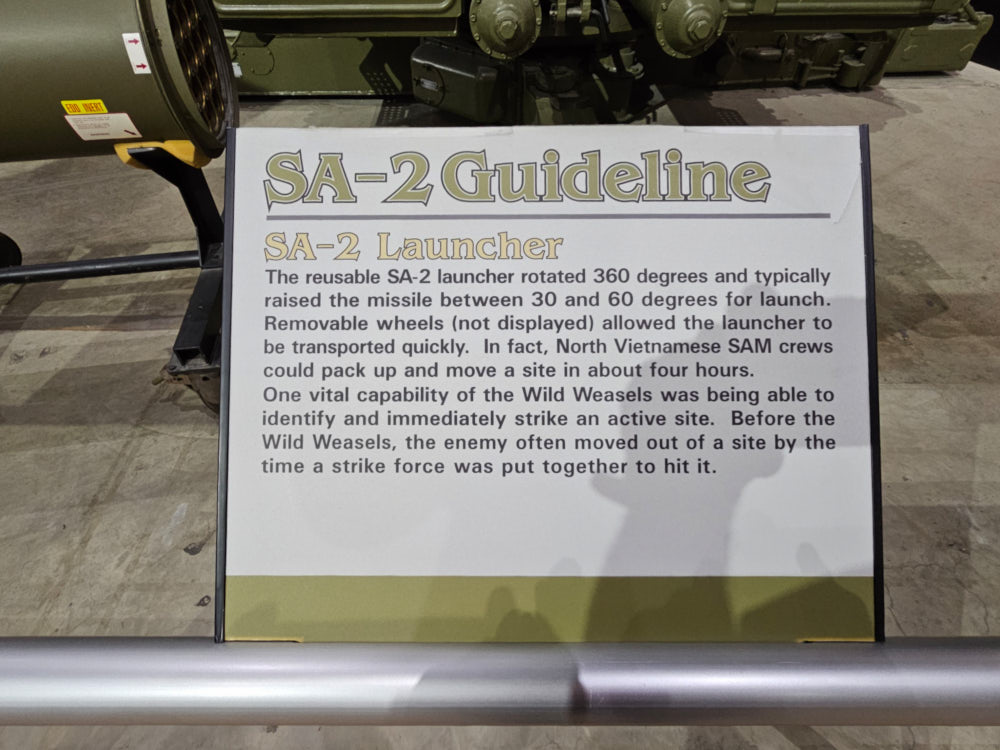 EOD INERT
SA-2 Guideline
SA-2 Launcher
The reusable SA-2 launcher rotated 360 degrees and typically
raised the missile between 30 and 60 degrees for launch.
Removable wheels (not displayed) allowed the launcher to
be transported quickly. In fact, North Vietnamese SAM crews
could pack up and move a site in about four hours.
One vital capability of the Wild Weasels was being able to
identify and immediately strike an active site. Before the
Wild Weasels, the enemy often moved out of a site by the
time a strike force was put together to hit it.